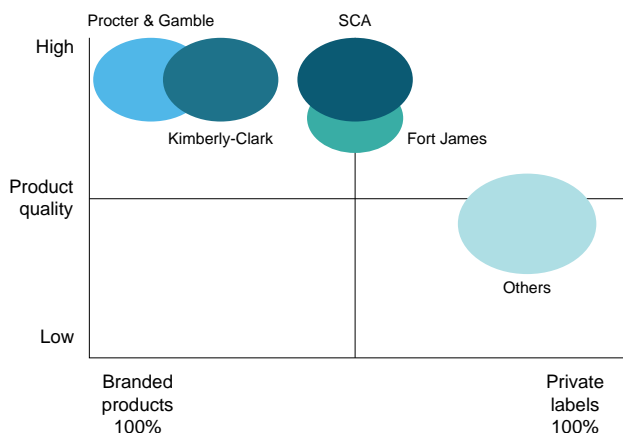 Procter & Gamble
SCA
High
Kimberly-Clark
Fort James
Product
quality
Others
Low
Branded
products
100%
Private
labels
100%